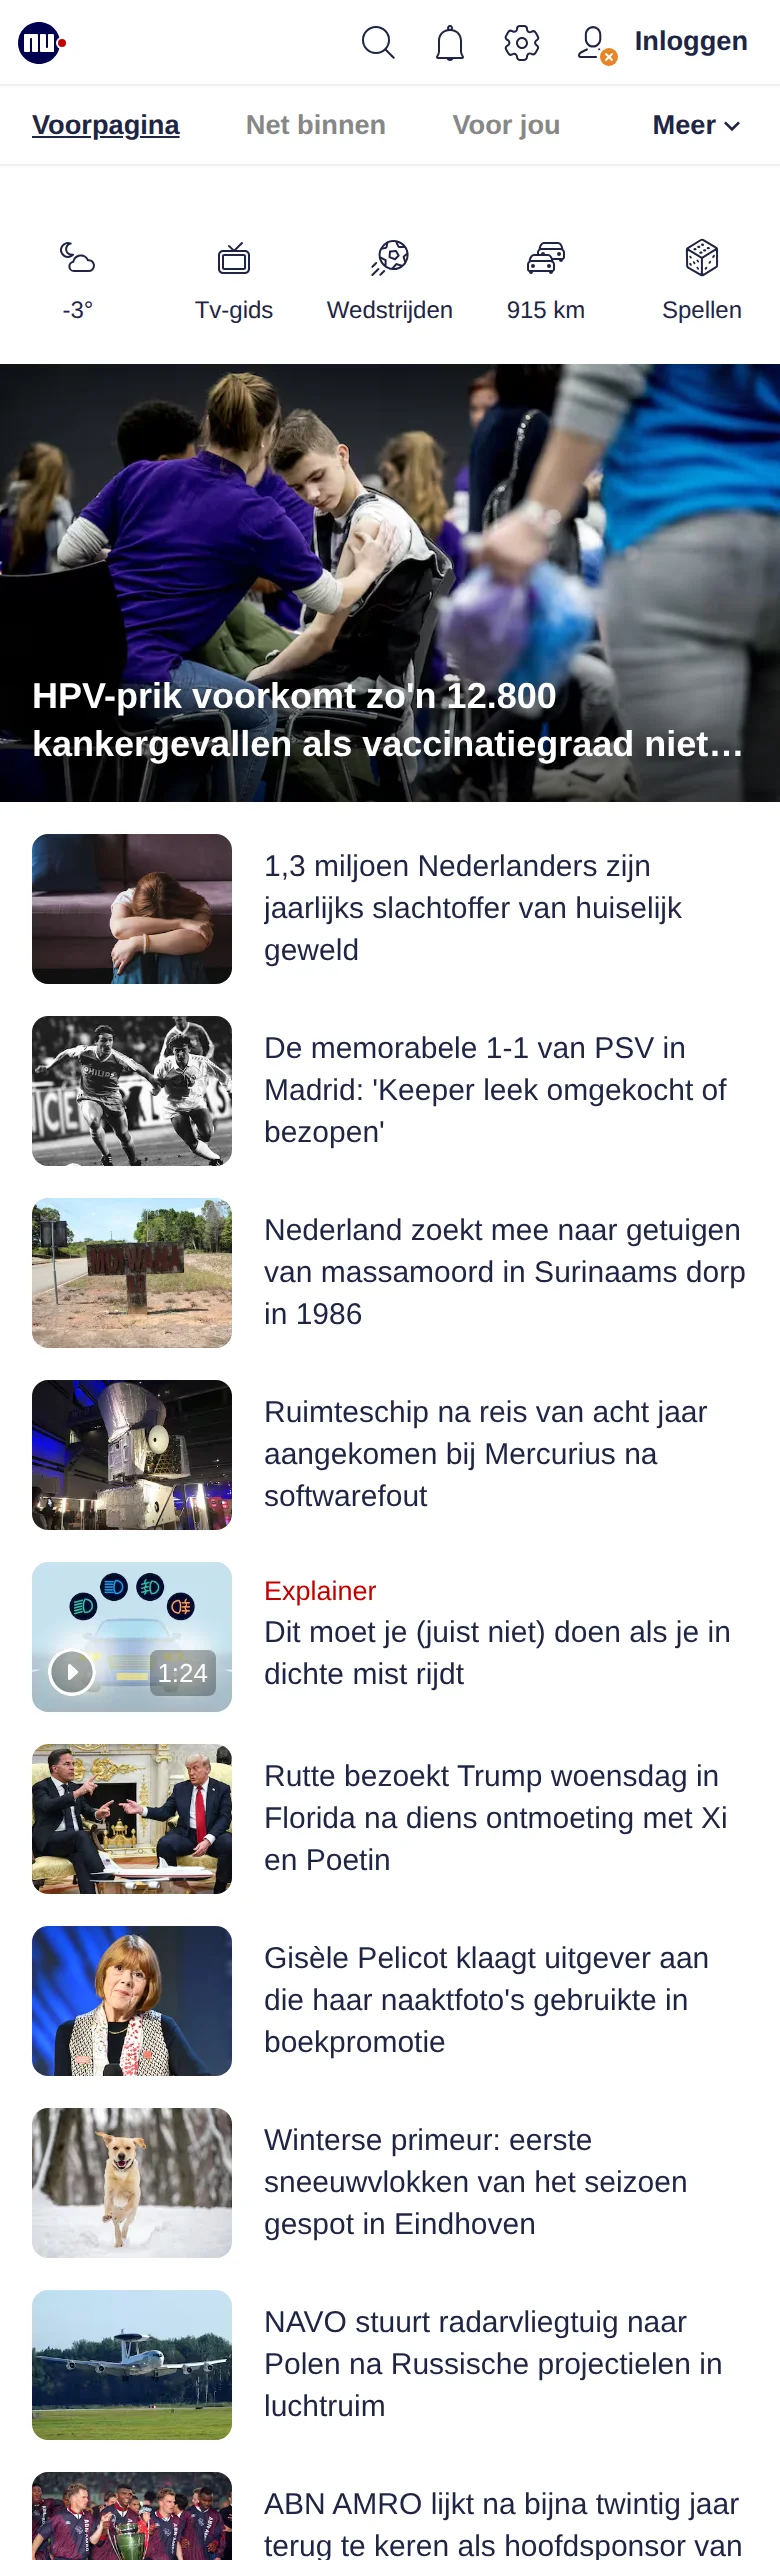 nu
Inloggen
Voorpagina
Net binnen
Voor jou
Meer
-3°
Tv-gids
Wedstrijden
915 km
Spellen
HPV-prik voorkomt zo'n 12.800
kankergevallen als vaccinatiegraad niet...
1,3 miljoen Nederlanders zijn
jaarlijks slachtoffer van huiselijk
geweld
PHILIPS
De memorabele 1-1 van PSV in
Madrid: 'Keeper leek omgekocht of
bezopen'
Nederland zoekt mee naar getuigen
van massamoord in Surinaams dorp
in 1986
Ruimteschip na reis van acht jaar
aangekomen bij Mercurius na
softwarefout
1:24
Explainer
Dit moet je (juist niet) doen als je in
dichte mist rijdt
Rutte bezoekt Trump woensdag in
Florida na diens ontmoeting met Xi
en Poetin
Gisèle Pelicot klaagt uitgever aan
die haar naaktfoto's gebruikte in
boekpromotie
Winterse primeur: eerste
sneeuwvlokken van het seizoen
gespot in Eindhoven
NAVO stuurt radarvliegtuig naar
Polen na Russische projectielen in
luchtruim
ABN AMRO lijkt na bijna twintig jaar
terug te keren als hoofdsponsor van